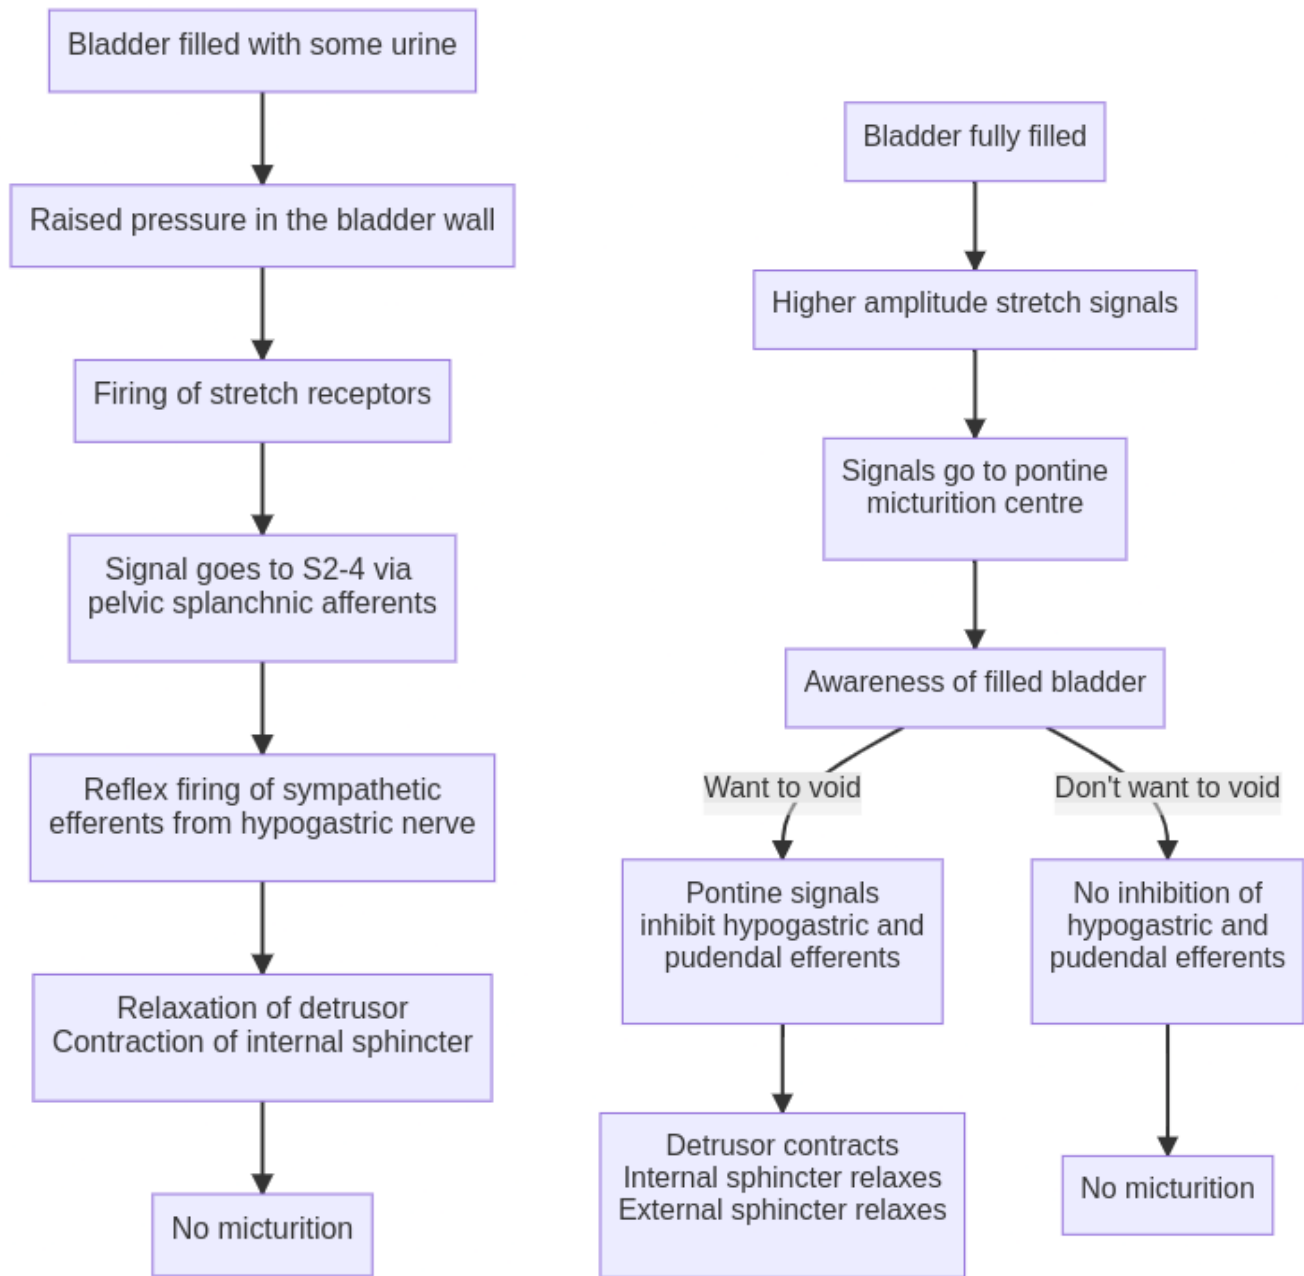 Bladder filled with some urine
Raised pressure in the bladder wall
Firing of stretch receptors
Signal goes to S2-4 via
pelvic splanchnic afferents
Reflex firing of sympathetic
efferents from hypogastric nerve
Relaxation of detrusor
Contraction of internal sphincter
No micturition
Bladder fully filled
Higher amplitude stretch signals
Signals go to pontine
micturition centre
Awareness of filled bladder
Want to void
Don't want to void
Pontine signals
inhibit hypogastric and
pudendal efferents
No inhibition of
hypogastric and
pudendal efferents
Detrusor contracts
Internal sphincter relaxes
External sphincter relaxes
No micturition